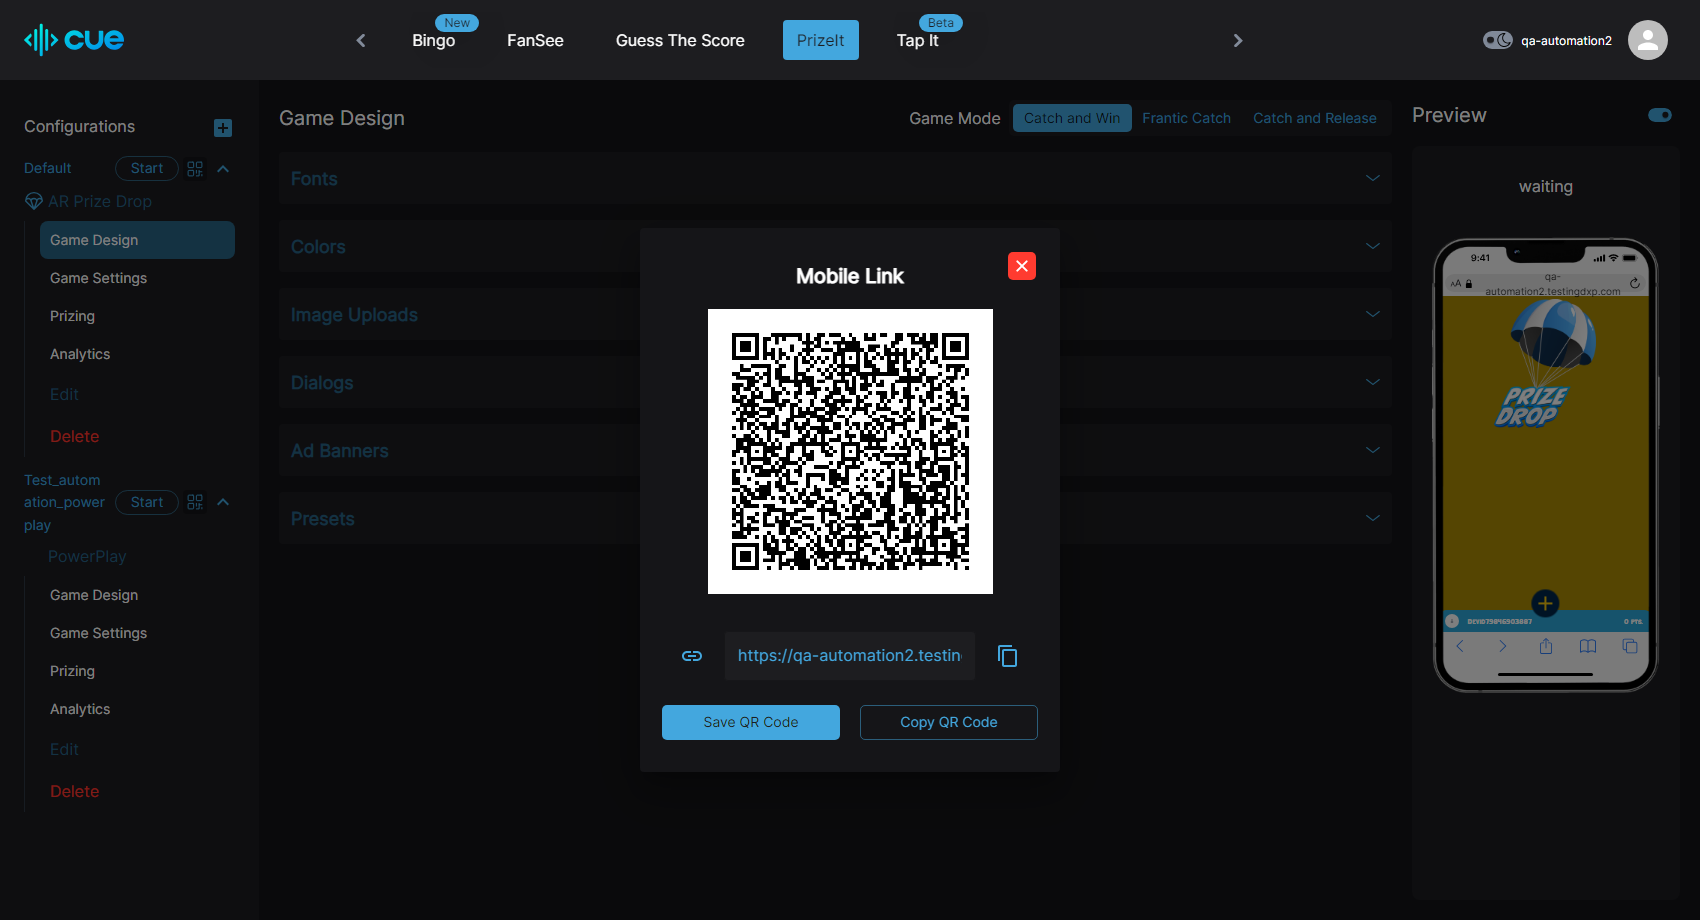 cue
Bingo
New
FanSee
Guess The Score
PrizeIt
Tap It
Beta
qa-automation2
Configurations
Default
Start
AR Prize Drop
Game Design
Game Settings
Prizing
Analytics
Edit
Delete
Test_autom
ation_power
play
Start
PowerPlay
Game Design
Game Settings
Prizing
Analytics
Edit
Delete
Game Design
Game Mode
Catch and Win
Frantic Catch
Catch and Release
Fonts
Colors
Image Uploads
Dialogs
Ad Banners
Presets
Mobile Link
https://qa-automation2.testin
Save QR Code
Copy QR Code
Preview
waiting
9:41
AA
qa-
automation2.testingdxp.com
PRIZE
DROP
0 PTS.